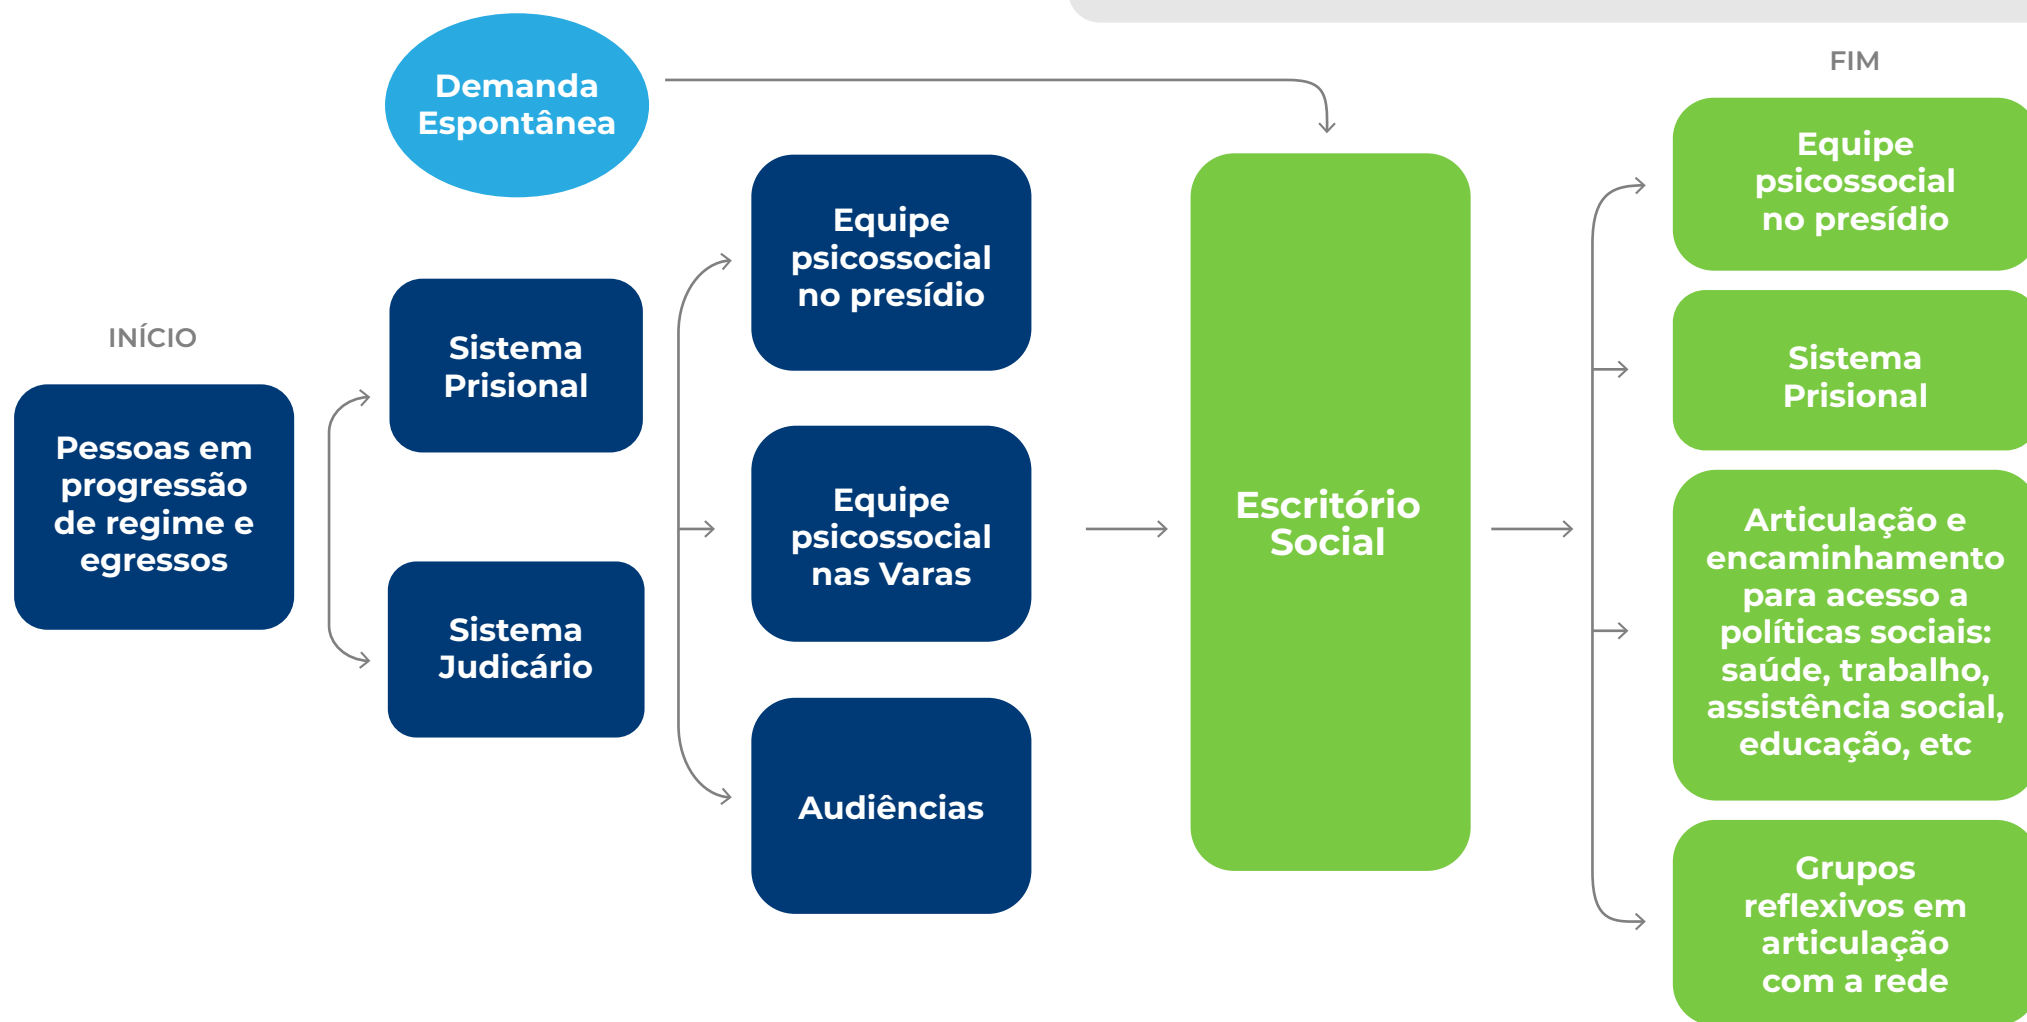 INÍCIO
Pessoas em
progressão
de regime e
egressos
Demanda
Espontânea
Sistema
Prisional
Sistema
Judicário
Equipe
psicossocial
no presídio
Equipe
psicossocial
nas Varas
Audiências
Escritório
Social
FIM
Equipe
psicossocial
no presídio
Sistema
Prisional
Articulação e
encaminhamento
para acesso a
políticas sociais:
saúde, trabalho,
assistência social,
educação, etc
Grupos
reflexivos em
articulação
com a rede